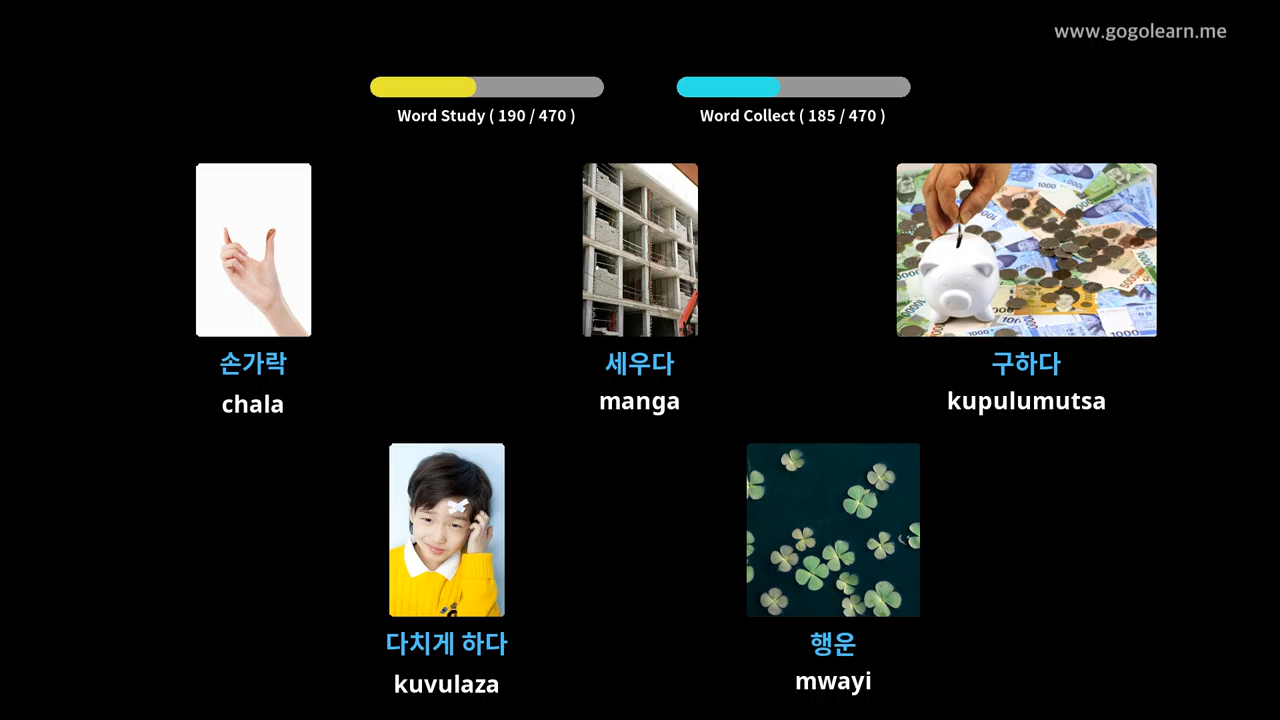 www.gogolearn.me
Word Study ( 190 / 470 )
Word Collect ( 185 / 470 )
손가락
chala
세우다
manga
구하다
kupulumutsa
다치게 하다
kuvulaza
행운
mwayi